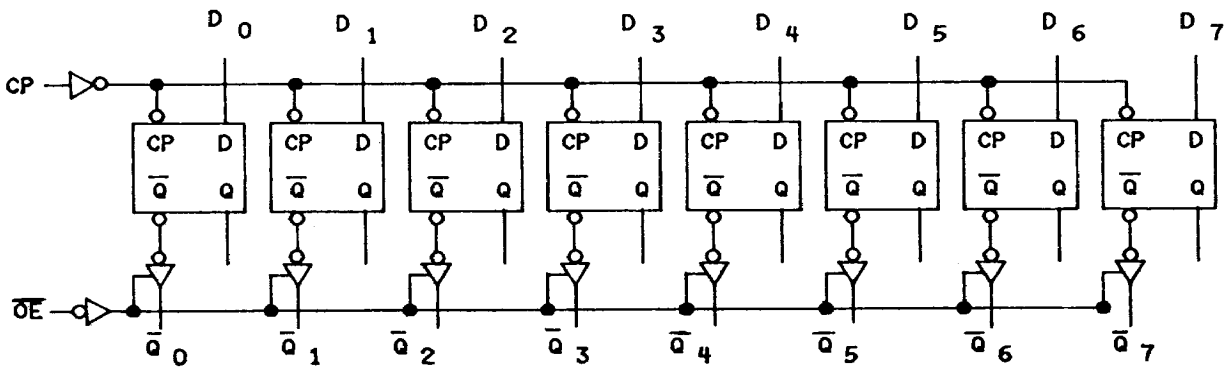 D0 D1 D2 D3 D4 D5 D6 D7
CP
CP D CP D CP D CP D CP D CP D CP D CP D
Q̅ Q Q̅ Q Q̅ Q Q̅ Q Q̅ Q Q̅ Q Q̅ Q Q̅ Q
O̅E̅
Q̅0 Q̅1 Q̅2 Q̅3 Q̅4 Q̅5 Q̅6 Q̅7